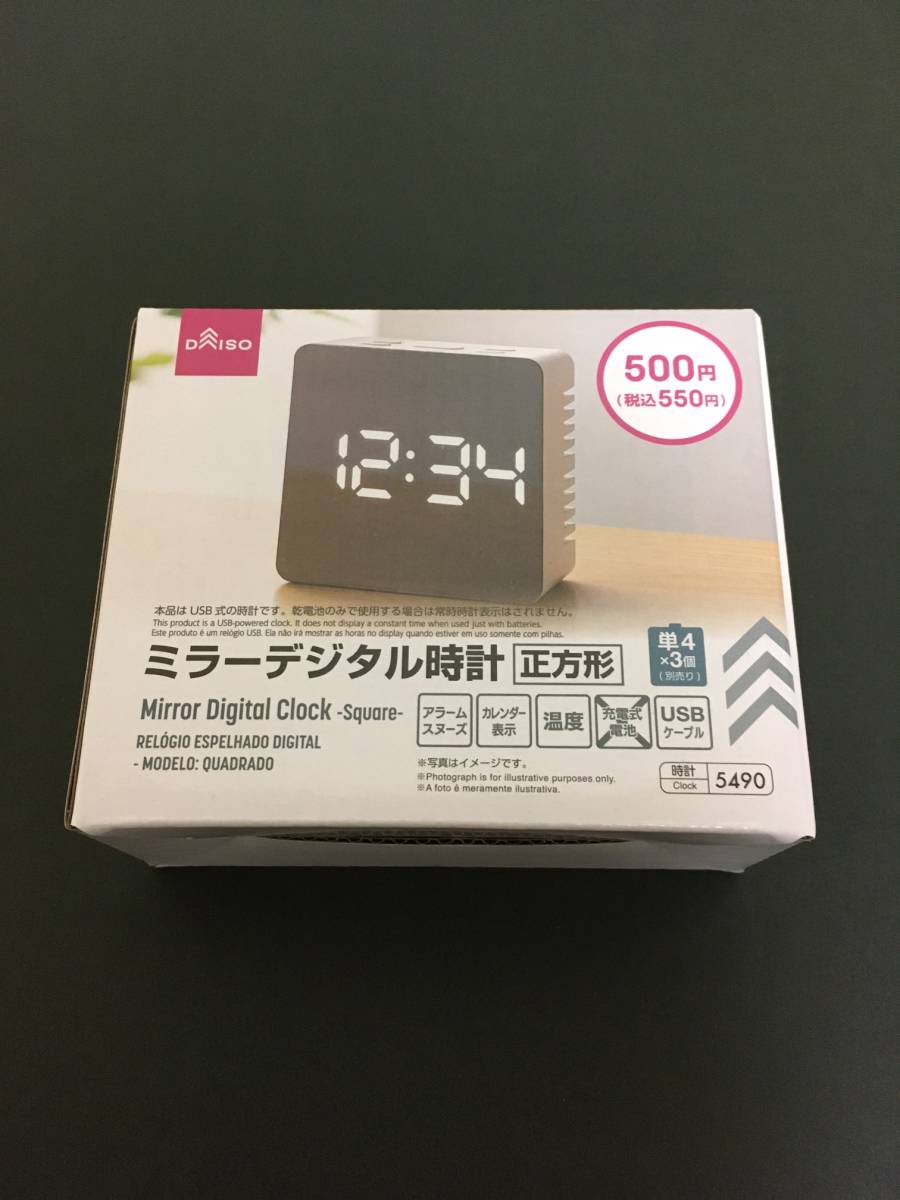 DAISO
500円
(税込550円)
12:34
本品はUSB式の時計です。乾電池のみで使用する場合は常時時計表示はされません。
This product is a USB-powered clock. It does not display a constant time when used just with batteries.
Este produto é um relógio USB. Ela não irá mostrar as horas no display quando estiver em uso somente com pilhas.
ミラーデジタル時計 正方形
単4
×3個
(別売り)
Mirror Digital Clock -Square-
RELÓGIO ESPELHADO DIGITAL
- MODELO: QUADRADO
アラーム
スヌーズ
カレンダー
表示
温度
充電式
電池
USB
ケーブル
※写真はイメージです。
※Photograph is for illustrative purposes only.
※A foto é meramente ilustrativa.
時計
Clock
5490